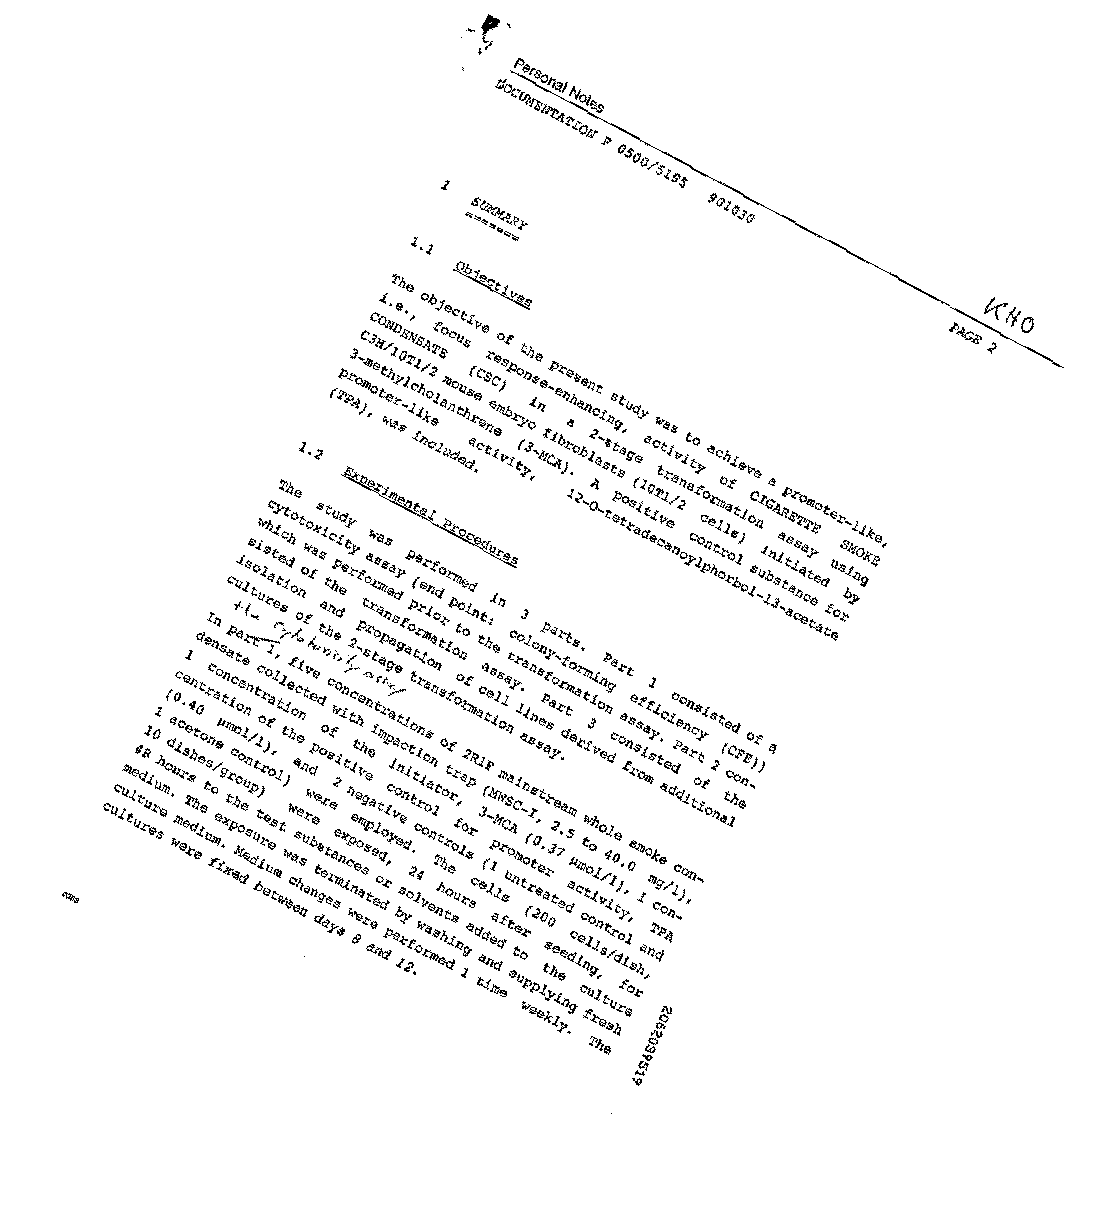 Personal Notes
DOCUMENTATION P 0500/5155 901030
KHO
PAGE 2
1 SUMMARY
=======
1.1 Objectives
The objective of the present study was to achieve a promoter-like,
i.e., focus response-enhancing, activity of CIGARETTE SMOKE
CONDENSATE (CSC) in a 2-stage transformation assay using
C3H/10T1/2 mouse embryo fibroblasts (10T1/2 cells) initiated by
3-methylcholanthrene (3-MCA). A positive control substance for
promoter-like activity, 12-O-tetradecanoylphorbol-13-acetate
(TPA), was included.
1.2 Experimental Procedures
The study was performed in 3 parts. Part 1 consisted of a
cytotoxicity assay (end point: colony-forming efficiency (CFE))
which was performed prior to the transformation assay. Part 2 con-
sisted of the transformation assay. Part 3 consisted of the
isolation and propagation of cell lines derived from additional
cultures of the 2-stage transformation assay.
the cytotoxicity assay
In part 1, five concentrations of 2R1F mainstream whole smoke con-
densate collected with impaction trap (MWSC-I, 2.5 to 40.0 mg/l),
1 concentration of the initiator, 3-MCA (0.37 µmol/l), 1 con-
centration of the positive control for promoter activity, TPA
(0.40 µmol/l), and 2 negative controls (1 untreated control and
1 acetone control) were employed. The cells (200 cells/dish,
10 dishes/group) were exposed, 24 hours after seeding, for
48 hours to the test substances or solvents added to the culture
medium. The exposure was terminated by washing and supplying fresh
culture medium. Medium changes were performed 1 time weekly. The
cultures were fixed between days 8 and 12.
2062039519